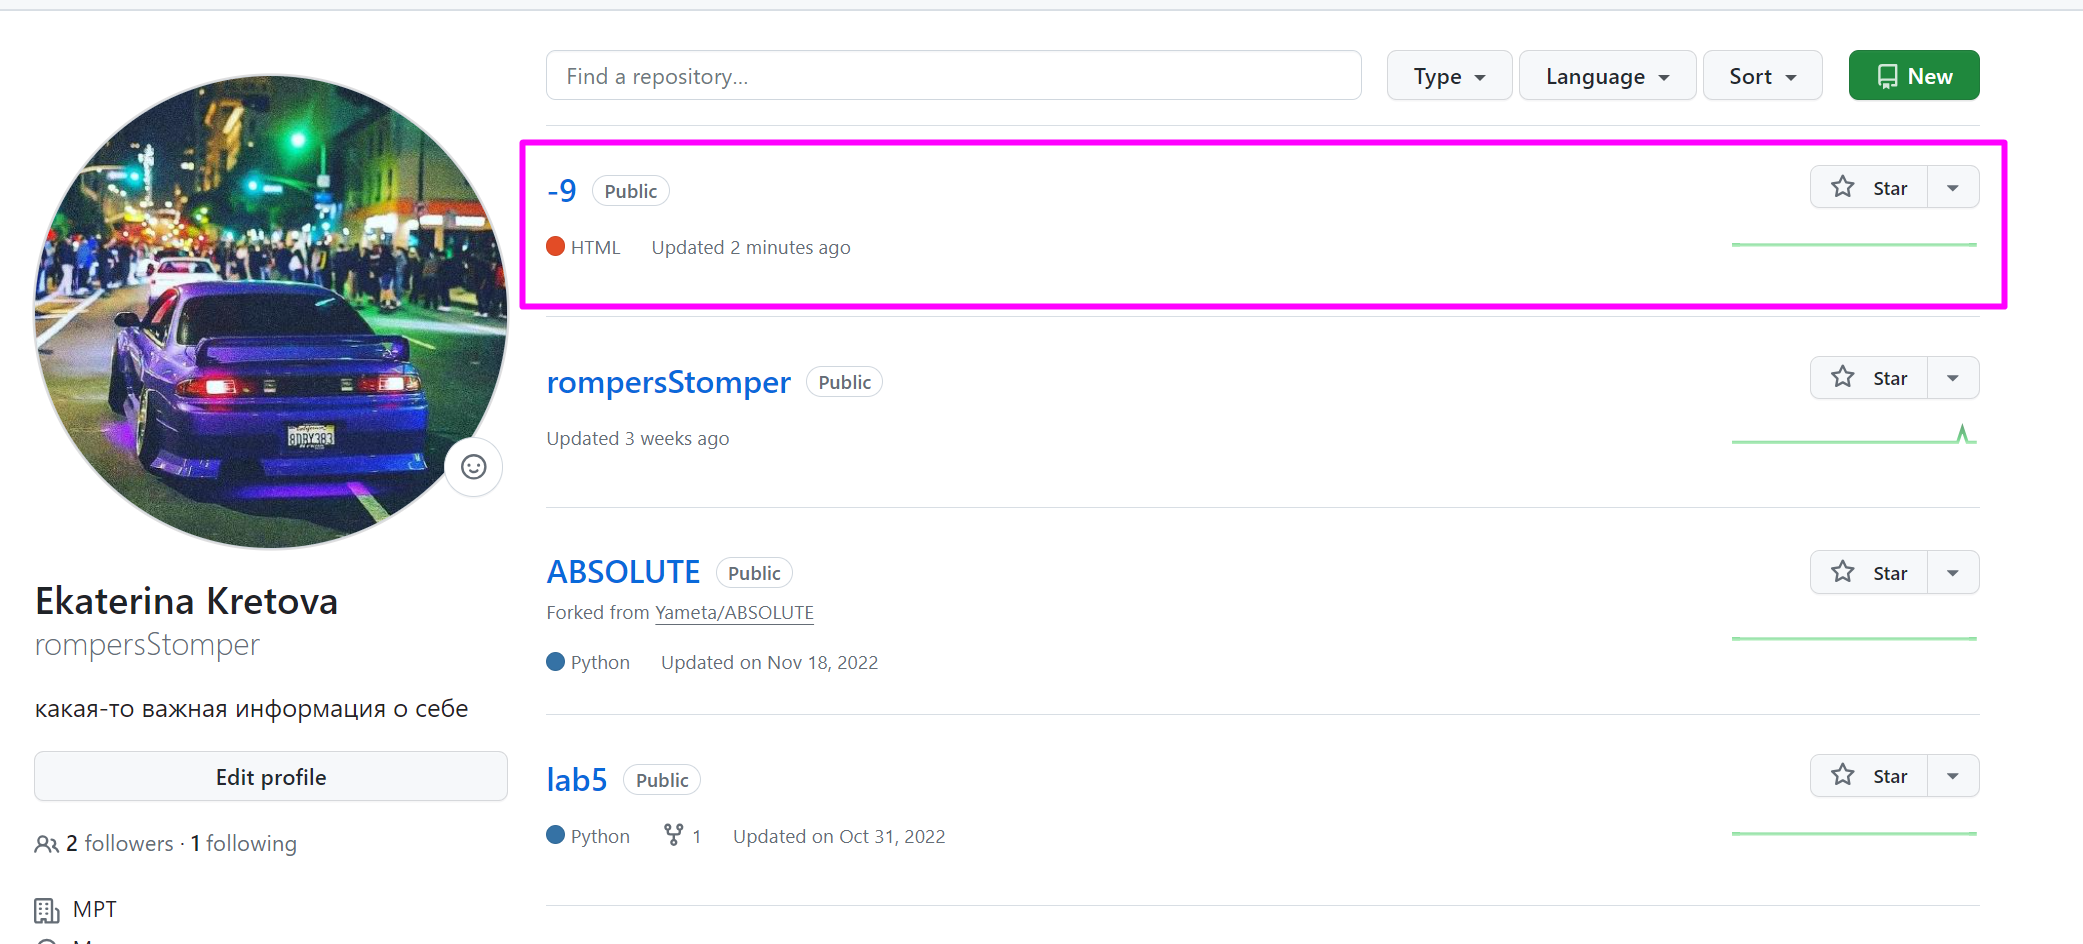 Find a repository...
Type
Language
Sort
New
-9 Public
Star
HTML Updated 2 minutes ago
rompersStomper Public
Star
Updated 3 weeks ago
ABSOLUTE Public
Star
Forked from Yameta/ABSOLUTE
Python Updated on Nov 18, 2022
lab5 Public
Star
Python 1 Updated on Oct 31, 2022
8DBY383
Ekaterina Kretova
rompersStomper
какая-то важная информация о себе
Edit profile
2 followers · 1 following
МРТ